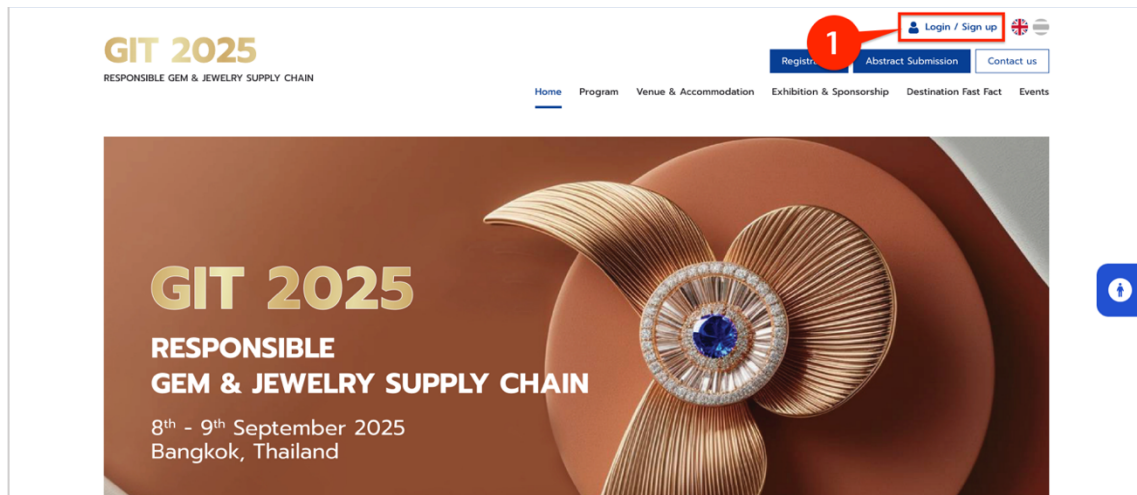 Login / Sign up
1
GIT 2025
RESPONSIBLE GEM & JEWELRY SUPPLY CHAIN
Abstract Submission
Contact us
Home Program Venue & Accommodation Exhibition & Sponsorship Destination Fast Fact Events
GIT 2025
RESPONSIBLE
GEM & JEWELRY SUPPLY CHAIN
8th - 9th September 2025
Bangkok, Thailand